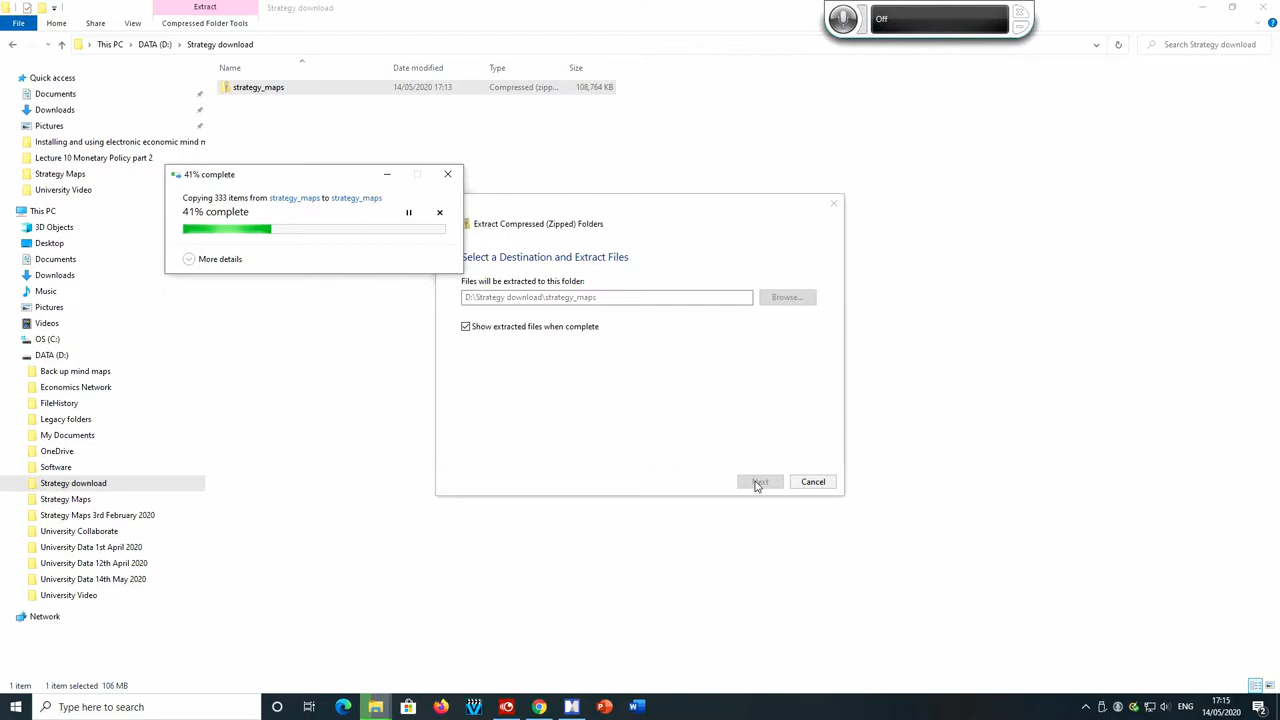 Extract
Strategy download
File Home Share View Compressed Folder Tools
Off
This PC DATA (D:) Strategy download
Search Strategy download
Name Date modified Type Size
strategy_maps 14/05/2020 17:13 Compressed (zipp... 108,764 KB
Quick access
Documents
Downloads
Pictures
Installing and using electronic economic mind n
Lecture 10 Monetary Policy part 2
Strategy Maps
University Video
This PC
3D Objects
Desktop
Documents
Downloads
Music
Pictures
Videos
OS (C:)
DATA (D:)
Back up mind maps
Economics Network
FileHistory
Legacy folders
My Documents
OneDrive
Software
Strategy download
Strategy Maps
Strategy Maps 3rd February 2020
University Collaborate
University Data 1st April 2020
University Data 12th April 2020
University Data 14th May 2020
University Video
Network
41% complete
Copying 333 items from strategy_maps to strategy_maps
41% complete
More details
Extract Compressed (Zipped) Folders
Select a Destination and Extract Files
Files will be extracted to this folder:
D:\Strategy download\strategy_maps
Browse...
Show extracted files when complete
Next Cancel
1 item 1 item selected 106 MB
Type here to search
17:15
14/05/2020